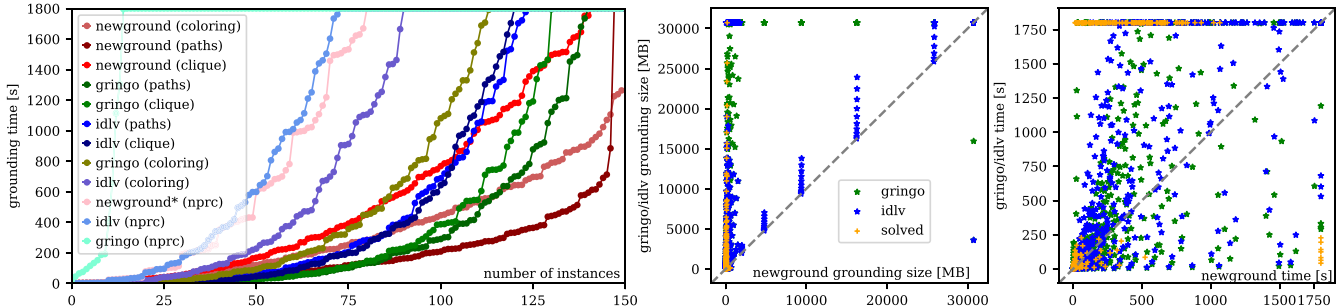 1800
1600
1400
1200
1000
800
600
400
200
0
grounding time [s]
newground (coloring)
newground (paths)
newground (clique)
gringo (paths)
gringo (clique)
idlv (paths)
idlv (clique)
gringo (coloring)
idlv (coloring)
newground* (nprc)
idlv (nprc)
gringo (nprc)
number of instances
0 25 50 75 100 125 150
gringo/idlv grounding size [MB]
30000
25000
20000
15000
10000
5000
0
gringo
idlv
solved
newground grounding size [MB]
0 10000 20000 30000
gringo/idlv time [s]
1750
1500
1250
1000
750
500
250
0
newground time [s]
0 500 1000 1500 1750